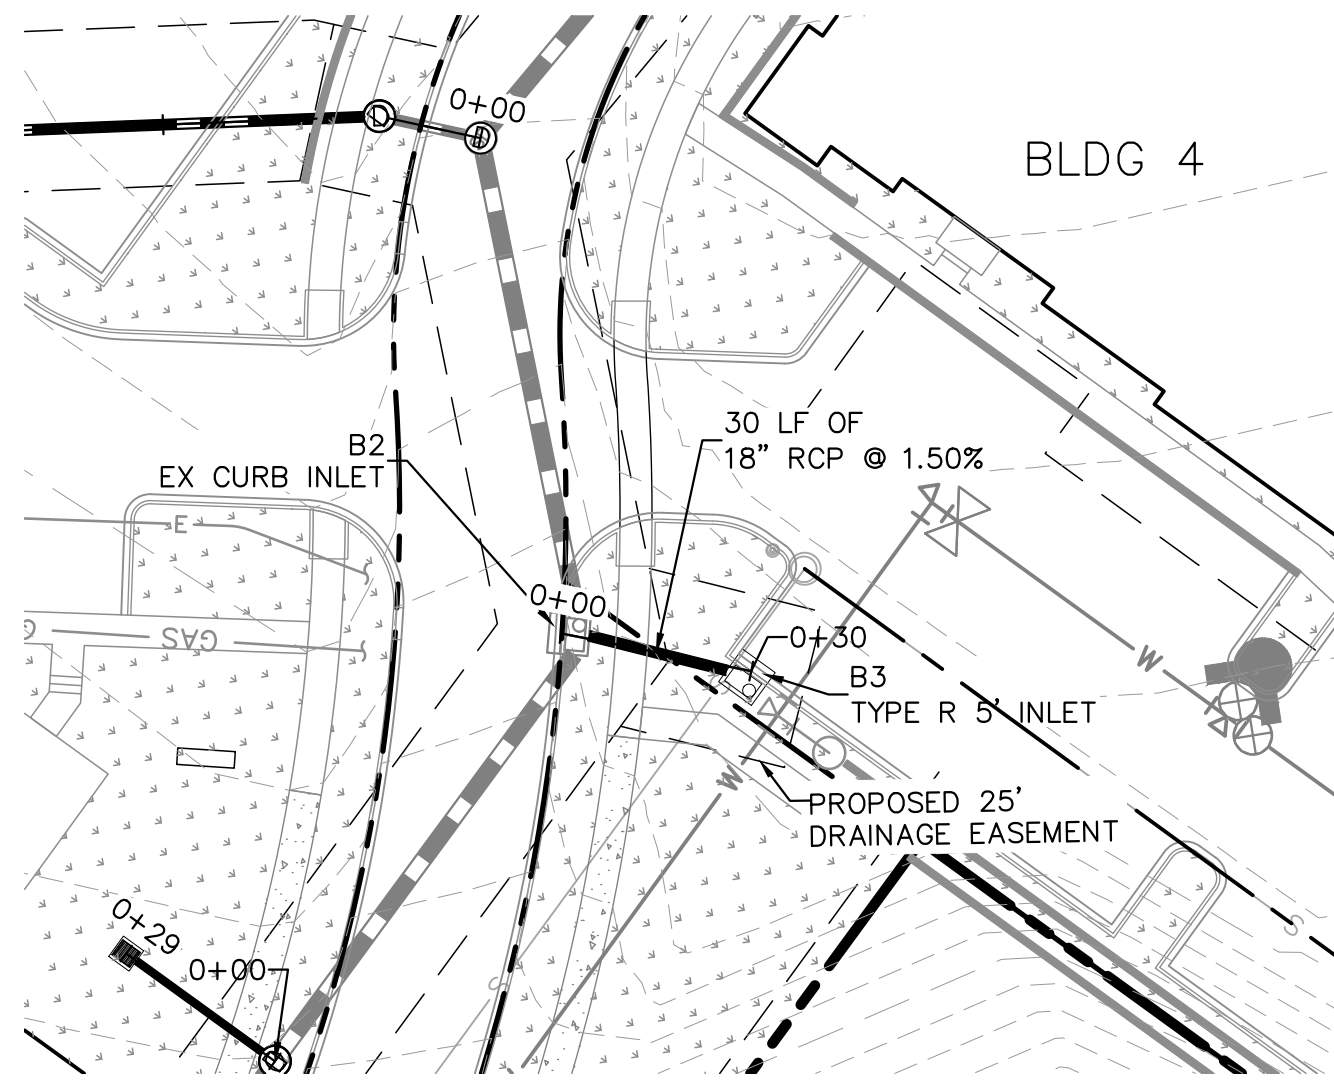 D
0+00
D
BLDG 4
30 LF OF
18" RCP @ 1.50%
B2
EX CURB INLET
E
0+00
GAS
0+30
W
B3
TYPE R 5' INLET
W
PROPOSED 25'
DRAINAGE EASEMENT
0+29
S
0+00
S
D